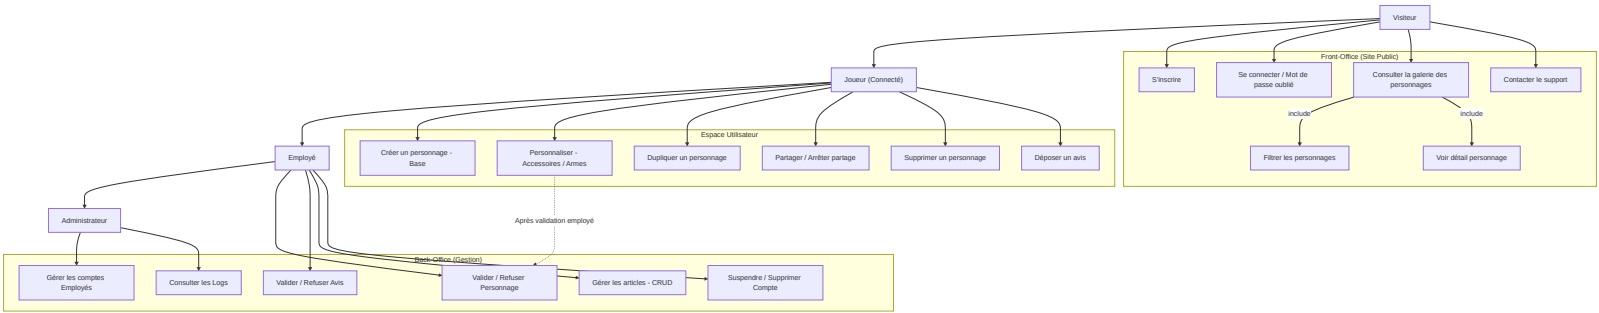 Visiteur
Front-Office (Site Public)
S'inscrire
Se connecter / Mot de
passe oublié
Consulter la galerie des
personnages
Contacter le support
Joueur (Connecté)
include
include
Filtrer les personnages
Voir détail personnage
Espace Utilisateur
Créer un personnage -
Base
Personnaliser -
Accessoires / Armes
Dupliquer un personnage
Partager / Arrêter partage
Supprimer un personnage
Déposer un avis
Employé
Administrateur
Après validation employé
Back-Office (Gestion)
Gérer les comptes
Employés
Consulter les Logs
Valider / Refuser Avis
Valider / Refuser
Personnage
Gérer les articles - CRUD
Suspendre / Supprimer
Compte